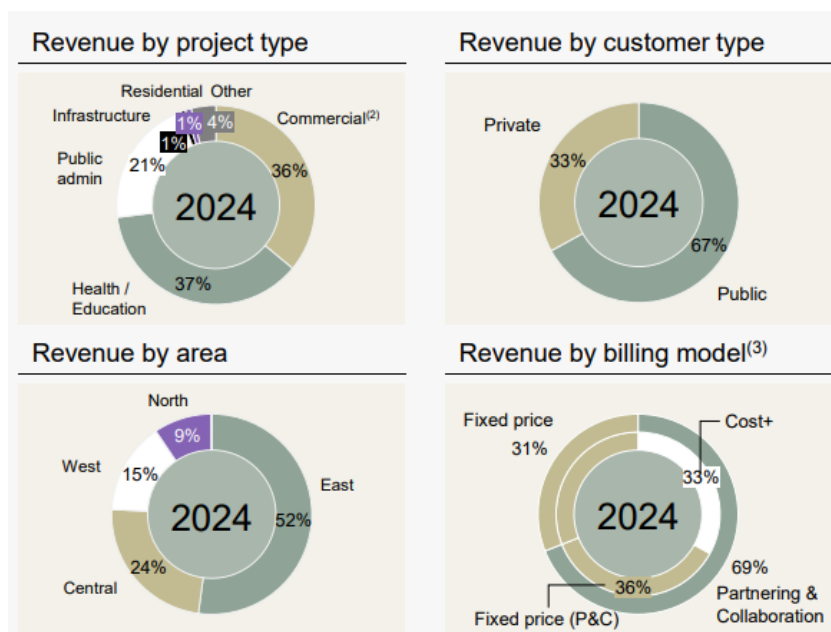 Revenue by project type
Residential Other
Infrastructure
1%
4%
Commercial(2)
1%
Public
admin
21%
36%
2024
Health /
Education
37%
Revenue by customer type
Private
33%
2024
67%
Public
Revenue by area
North
9%
West
15%
East
2024
52%
24%
Central
Revenue by billing model(3)
Fixed price
31%
Cost+
33%
2024
69%
Partnering &
Collaboration
36%
Fixed price (P&C)